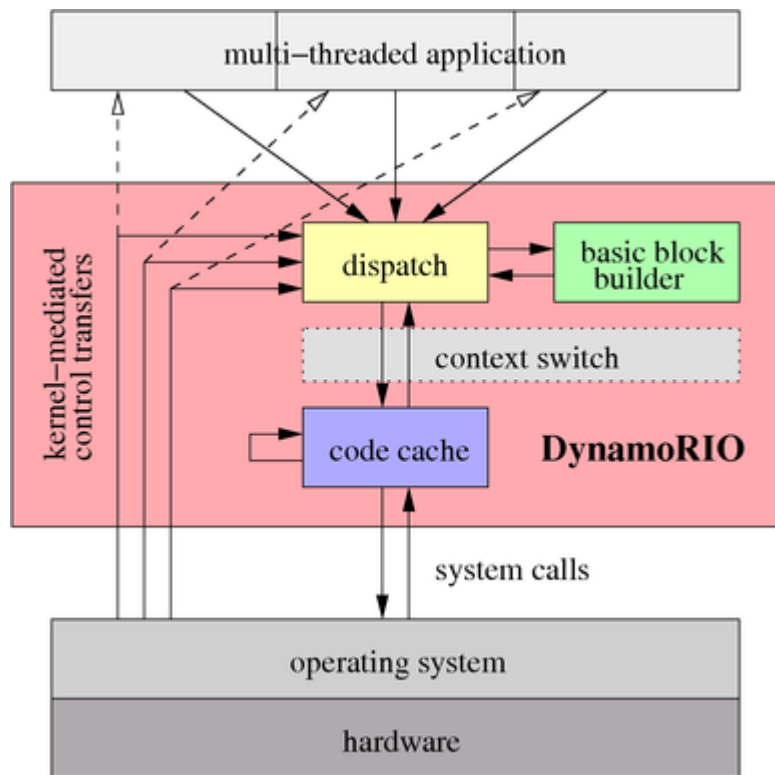 multi−threaded application
kernel−mediated
control transfers
dispatch
basic block
builder
context switch
code cache
DynamoRIO
system calls
operating system
hardware